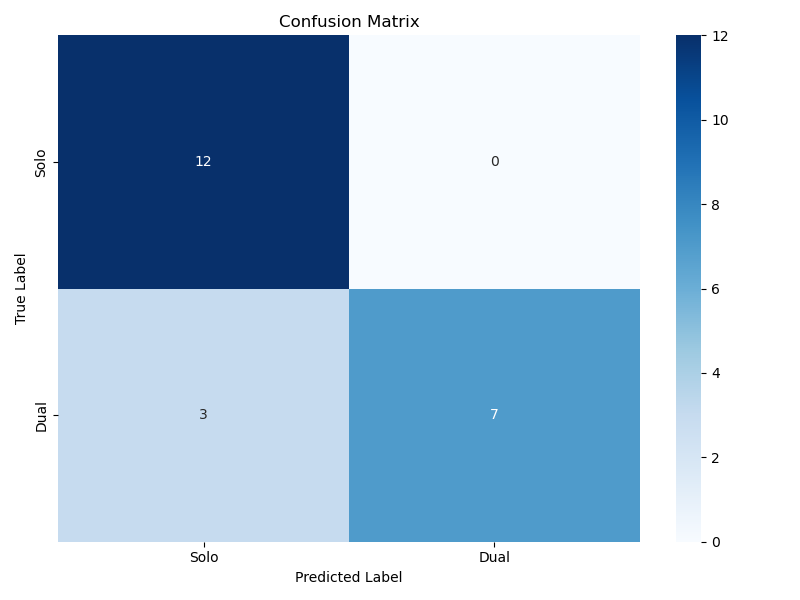 Confusion Matrix
True Label
Solo
Dual
12
0
3
7
Solo
Dual
Predicted Label
12
10
8
6
4
2
0